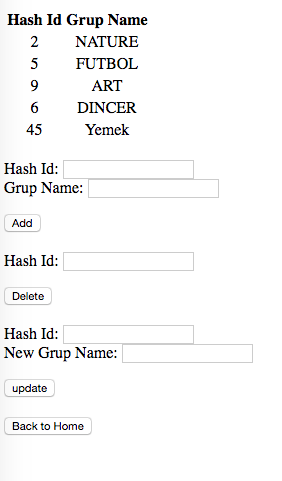 Hash Id Grup Name
2 NATURE
5 FUTBOL
9 ART
6 DINCER
45 Yemek
Hash Id:
Grup Name:
Add
Hash Id:
Delete
Hash Id:
New Grup Name:
update
Back to Home